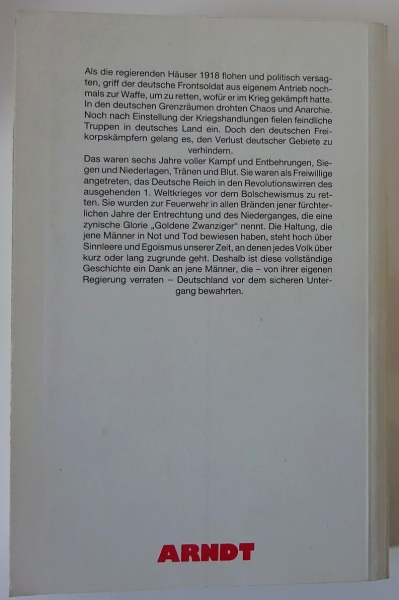 Als die regierenden Häuser 1918 flohen und politisch versag-
ten, griff der deutsche Frontsoldat aus eigenem Antrieb noch-
mals zur Waffe, um zu retten, wofür er im Krieg gekämpft hatte.
In den deutschen Grenzräumen drohten Chaos und Anarchie.
Noch nach Einstellung der Kriegshandlungen fielen feindliche
Truppen in deutsches Land ein. Doch den deutschen Frei-
korpskämpfern gelang es, den Verlust deutscher Gebiete zu
verhindern.
Das waren sechs Jahre voller Kampf und Entbehrungen, Sie-
gen und Niederlagen, Tränen und Blut. Sie waren als Freiwillige
angetreten, das Deutsche Reich in den Revolutionswirren des
ausgehenden 1. Weltkrieges vor dem Bolschewismus zu ret-
ten. Sie wurden zur Feuerwehr in allen Bränden jener fürchter-
lichen Jahre der Entrechtung und des Niederganges, die eine
zynische Glorie „Goldene Zwanziger" nennt. Die Haltung, die
jene Männer in Not und Tod bewiesen haben, steht hoch über
Sinnleere und Egoismus unserer Zeit, an denen jedes Volk über
kurz oder lang zugrunde geht. Deshalb ist diese vollständige
Geschichte ein Dank an jene Männer, die – von ihrer eigenen
Regierung verraten – Deutschland vor dem sicheren Unter-
gang bewahrten.
ARNDT